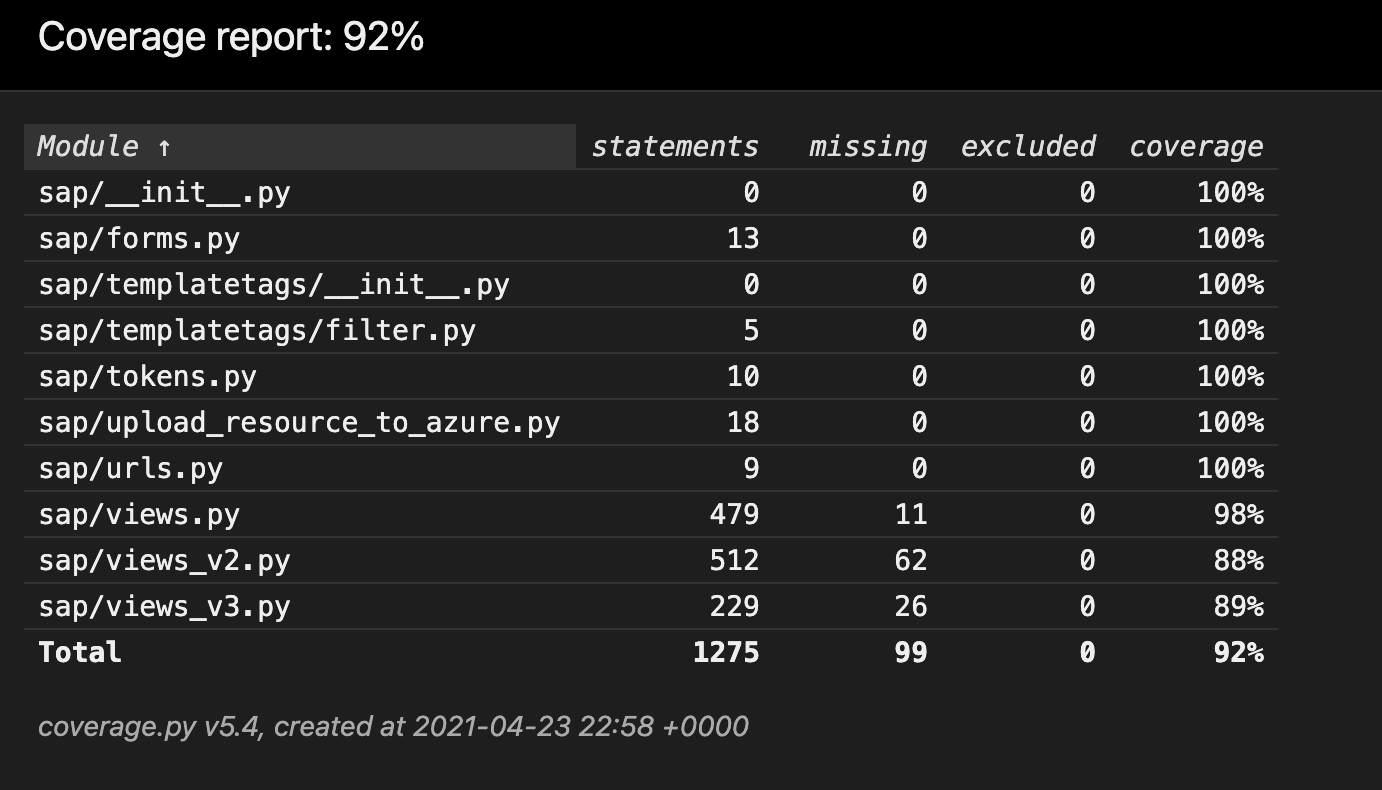 Coverage report: 92%
Module ↑ statements missing excluded coverage
sap/__init__.py 0 0 0 100%
sap/forms.py 13 0 0 100%
sap/templatetags/__init__.py 0 0 0 100%
sap/templatetags/filter.py 5 0 0 100%
sap/tokens.py 10 0 0 100%
sap/upload_resource_to_azure.py 18 0 0 100%
sap/urls.py 9 0 0 100%
sap/views.py 479 11 0 98%
sap/views_v2.py 512 62 0 88%
sap/views_v3.py 229 26 0 89%
Total 1275 99 0 92%
coverage.py v5.4, created at 2021-04-23 22:58 +0000